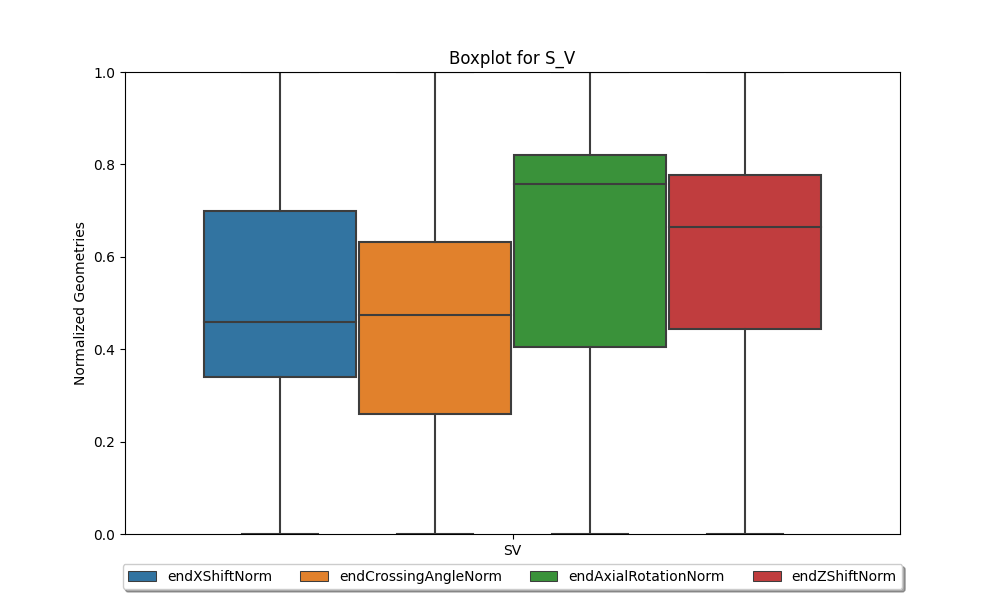 Boxplot for S_V
Normalized Geometries
1.0
0.8
0.6
0.4
0.2
0.0
SV
endXShiftNorm endCrossingAngleNorm endAxialRotationNorm endZShiftNorm